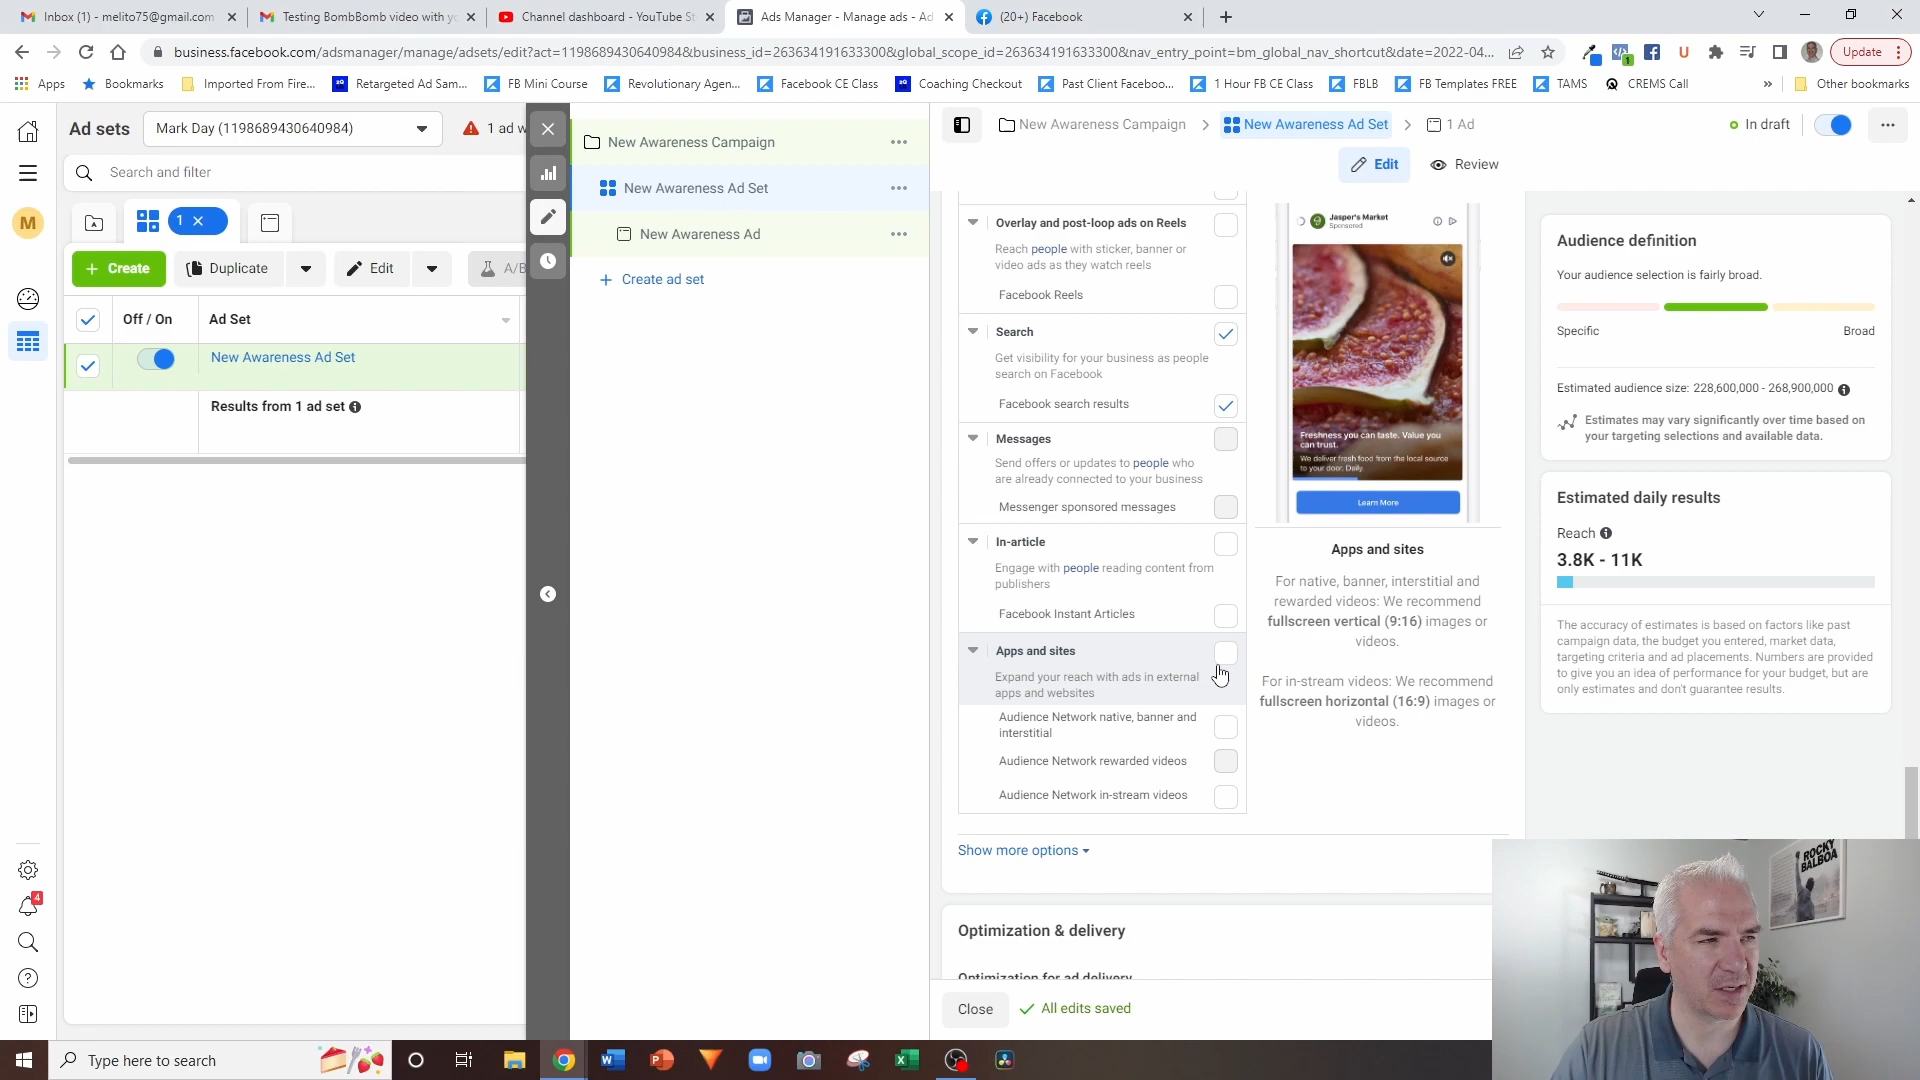 Inbox (1) - melito75@gmail.com
Testing BombBomb video with yo
Channel dashboard - YouTube St
Ads Manager - Manage ads - Ad
(20+) Facebook
business.facebook.com/adsmanager/manage/adsets/edit?act=1198689430640984&business_id=263634191633300&global_scope_id=263634191633300&nav_entry_point=bm_global_nav_shortcut&date=2022-04...
Update
Apps
Bookmarks
Imported From Fire...
Retargeted Ad Sam...
FB Mini Course
Revolutionary Agen...
Facebook CE Class
Coaching Checkout
Past Client Faceboo...
1 Hour FB CE Class
FBLB
FB Templates FREE
TAMS
CREMS Call
»
Other bookmarks
Ad sets
Mark Day (1198689430640984)
1 ad w
Search and filter
M
1
+ Create
Duplicate
Edit
A/B
Off / On
Ad Set
New Awareness Ad Set
Results from 1 ad set
4
New Awareness Campaign
New Awareness Ad Set
New Awareness Ad
+ Create ad set
New Awareness Campaign
New Awareness Ad Set
1 Ad
In draft
Edit
Review
Overlay and post-loop ads on Reels
Reach people with sticker, banner or
video ads as they watch reels
Facebook Reels
Search
Get visibility for your business as people
search on Facebook
Facebook search results
Messages
Send offers or updates to people who
are already connected to your business
Messenger sponsored messages
In-article
Engage with people reading content from
publishers
Facebook Instant Articles
Apps and sites
Expand your reach with ads in external
apps and websites
Audience Network native, banner and
interstitial
Audience Network rewarded videos
Audience Network in-stream videos
Show more options
Jasper's Market
Sponsored
Freshness you can taste. Value you
can trust.
We deliver fresh food from the local source
to your door. Daily.
Learn More
Apps and sites
For native, banner, interstitial and
rewarded videos: We recommend
fullscreen vertical (9:16) images or
videos.
For in-stream videos: We recommend
fullscreen horizontal (16:9) images or
videos.
Audience definition
Your audience selection is fairly broad.
Specific
Broad
Estimated audience size: 228,600,000 - 268,900,000
Estimates may vary significantly over time based on
your targeting selections and available data.
Estimated daily results
Reach
3.8K - 11K
The accuracy of estimates is based on factors like past
campaign data, the budget you entered, market data,
targeting criteria and ad placements. Numbers are provided
to give you an idea of performance for your budget, but are
only estimates and don't guarantee results.
Optimization & delivery
Optimization for ad delivery
Close
All edits saved
ROCKY
BALBOA
Type here to search